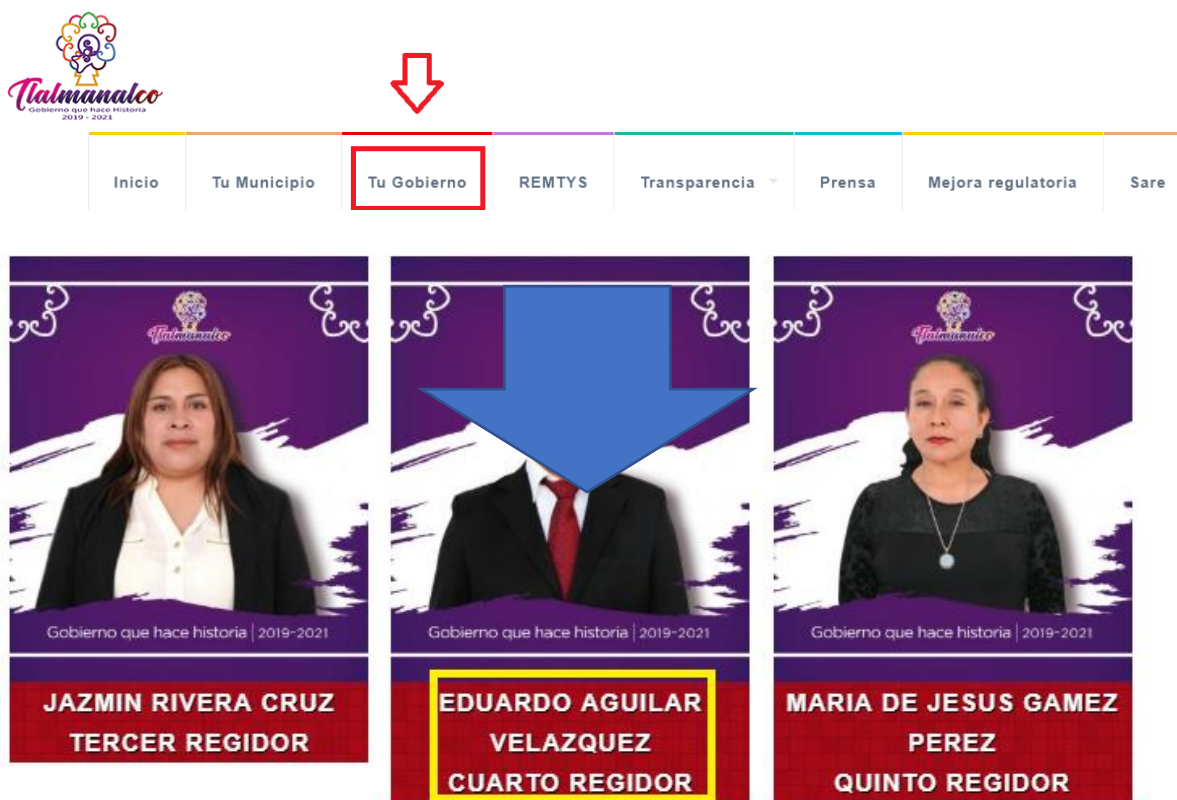 Tlalmanalco
Gobierno que hace Historia
2019 - 2021
Inicio
Tu Municipio
Tu Gobierno
REMTYS
Transparencia
Prensa
Mejora regulatoria
Sare
Tlalmanalco
Gobierno que hace historia | 2019-2021
JAZMIN RIVERA CRUZ
TERCER REGIDOR
Gobierno que hace historia | 2019-2021
EDUARDO AGUILAR
VELAZQUEZ
CUARTO REGIDOR
Tlalmanalco
Gobierno que hace historia | 2019-2021
MARIA DE JESUS GAMEZ
PEREZ
QUINTO REGIDOR